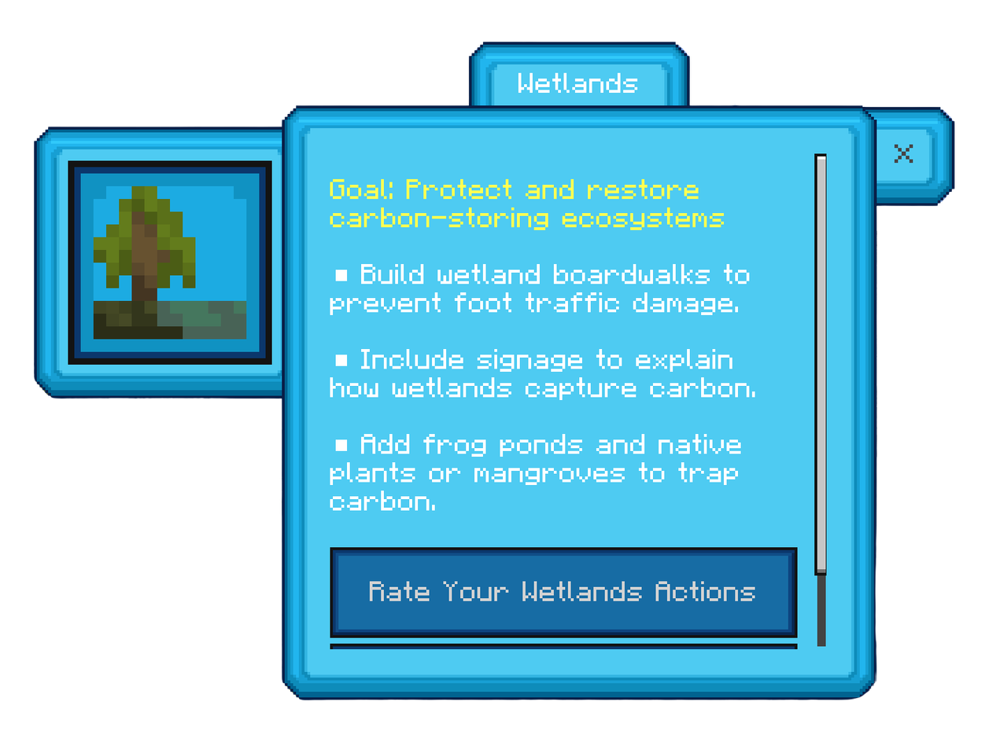 Wetlands
X
Goal: Protect and restore
carbon-storing ecosystems
▪ Build wetland boardwalks to
prevent foot traffic damage.
▪ Include signage to explain
how wetlands capture carbon.
▪ Add frog ponds and native
plants or mangroves to trap
carbon.
Rate Your Wetlands Actions